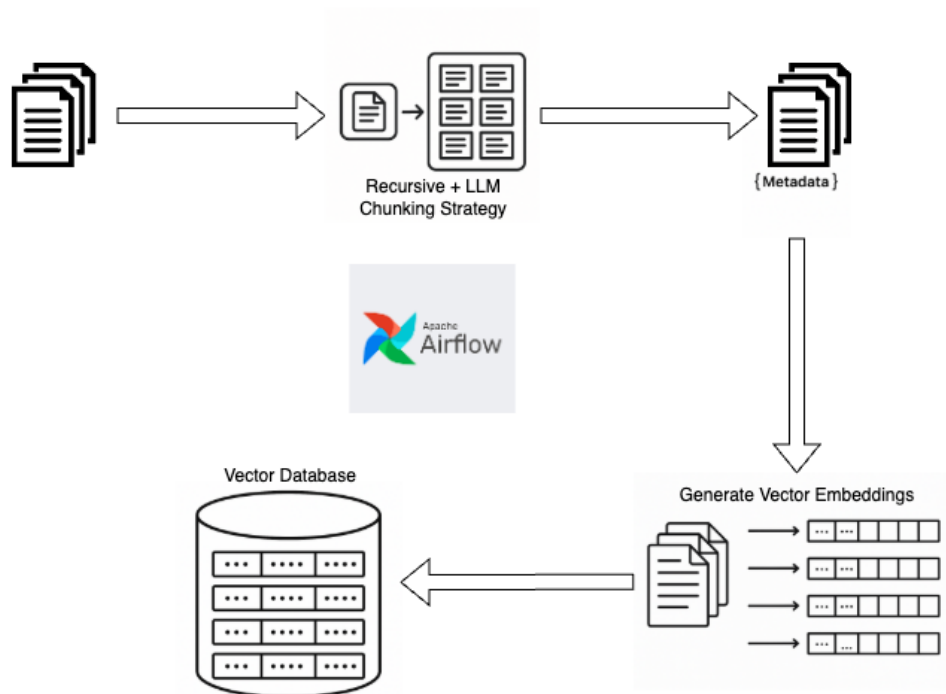 Recursive + LLM
Chunking Strategy
{Metadata}
Apache
Airflow
Vector Database
Generate Vector Embeddings